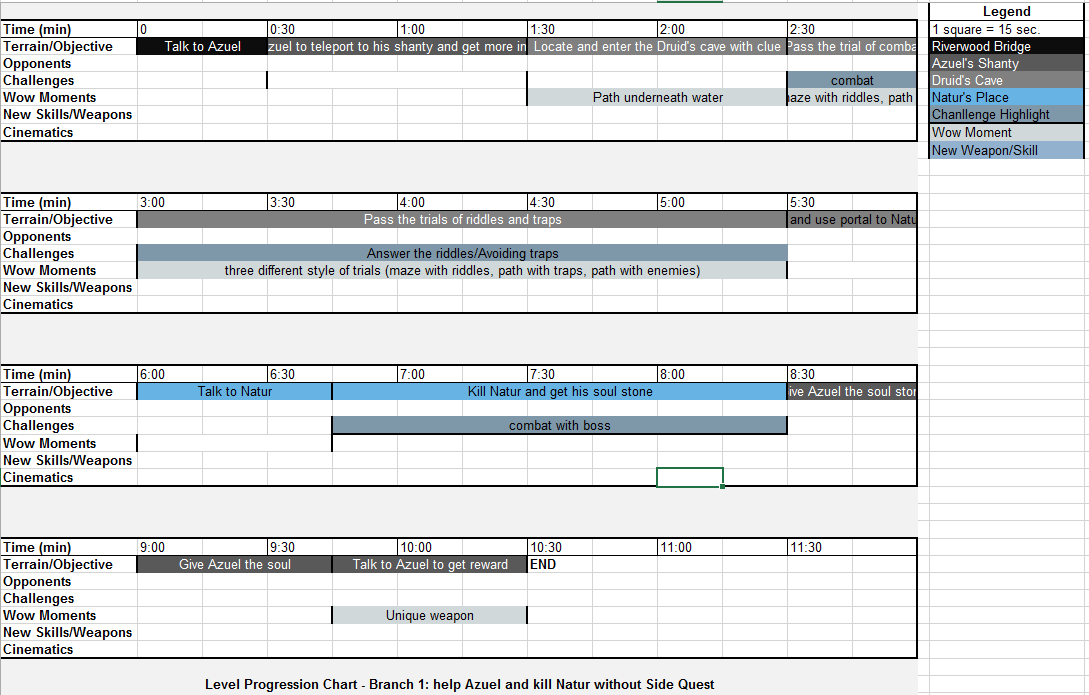 Legend
Time (min) 0 0:30 1:00 1:30 2:00 2:30
1 square = 15 sec.
Terrain/Objective Talk to Azuel zuel to teleport to his shanty and get more in Locate and enter the Druid's cave with clue Pass the trial of comba
Riverwood Bridge
Opponents
Azuel's Shanty
Challenges combat
Druid's Cave
Wow Moments Path underneath water aze with riddles, path
Natur's Place
New Skills/Weapons
Chanllenge Highlight
Cinematics
Wow Moment
New Weapon/Skill
Time (min) 3:00 3:30 4:00 4:30 5:00 5:30
Terrain/Objective Pass the trials of riddles and traps and use portal to Natu
Opponents
Challenges Answer the riddles/Avoiding traps
Wow Moments three different style of trials (maze with riddles, path with traps, path with enemies)
New Skills/Weapons
Cinematics
Time (min) 6:00 6:30 7:00 7:30 8:00 8:30
Terrain/Objective Talk to Natur Kill Natur and get his soul stone ive Azuel the soul ston
Opponents
Challenges combat with boss
Wow Moments
New Skills/Weapons
Cinematics
Time (min) 9:00 9:30 10:00 10:30 11:00 11:30
Terrain/Objective Give Azuel the soul Talk to Azuel to get reward END
Opponents
Challenges
Wow Moments Unique weapon
New Skills/Weapons
Cinematics
Level Progression Chart - Branch 1: help Azuel and kill Natur without Side Quest